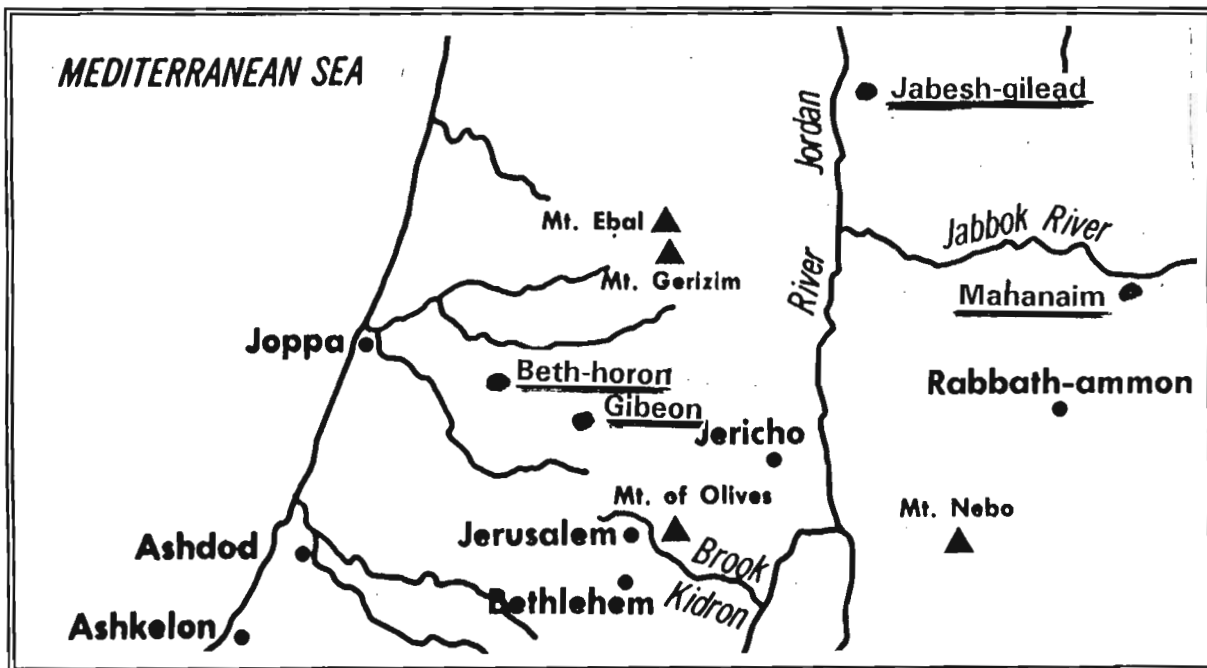 MEDITERRANEAN SEA
Jabesh-gilead
Jordan
River
Mt. Ebal
Jabbok River
Mt. Gerizim
Mahanaim
Joppa
Beth-horon
Rabbath-ammon
Gibeon
Jericho
Mt. of Olives
Mt. Nebo
Jerusalem
Ashdod
Brook
Kidron
Bethlehem
Ashkelon